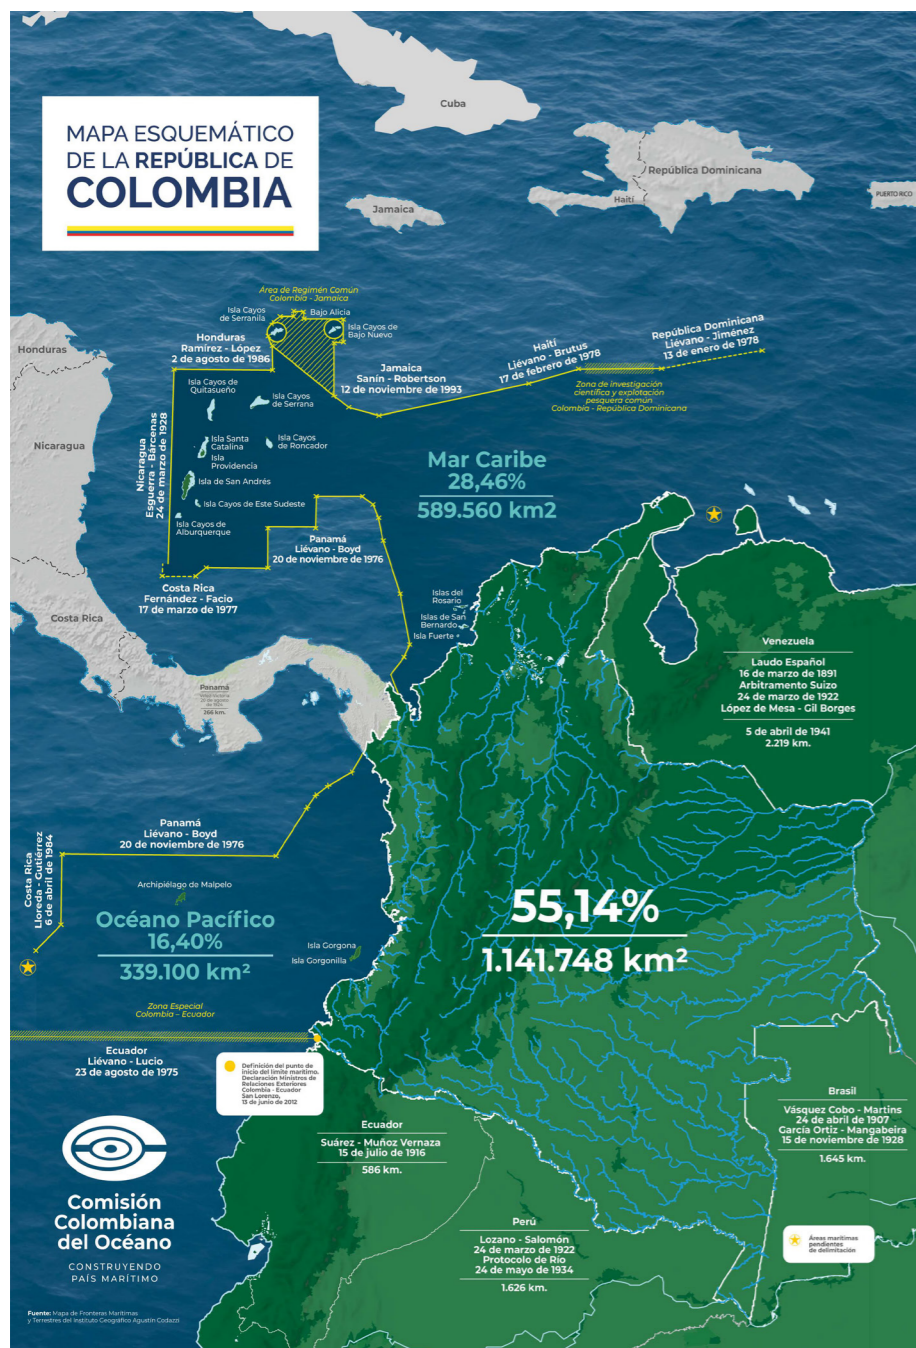 MAPA ESQUEMÁTICO
DE LA REPÚBLICA DE
COLOMBIA
Cuba
República Dominicana
Haití
PUERTO RICO
Jamaica
Área de Regimén Común
Colombia - Jamaica
Isla Cayos
de Serranila
Bajo Alicia
Isla Cayos de
Bajo Nuevo
Honduras
Honduras
Ramírez - López
2 de agosto de 1986
Jamaica
Sanín - Robertson
12 de noviembre de 1993
Haití
Liévano - Brutus
17 de febrero de 1978
República Dominicana
Liévano - Jiménez
13 de enero de 1978
Zona de investigación
científica y explotación
pesquera común
Colombia - República Dominicana
Isla Cayos de
Quitasueño
Isla Cayos
de Serrana
Nicaragua
Nicaragua
Esguerra - Bárcenas
24 de marzo de 1928
Isla Santa
Catalina
Isla
Providencia
Isla Cayos
de Roncador
Isla de San Andrés
Isla Cayos de Este Sudeste
Isla Cayos de
Alburquerque
Mar Caribe
28,46%
589.560 km2
Panamá
Liévano - Boyd
20 de noviembre de 1976
Costa Rica
Fernández - Facio
17 de marzo de 1977
Costa Rica
Islas del
Rosario
Islas de San
Bernardo
Isla Fuerte
Panamá
266 km.
Venezuela
Laudo Español
16 de marzo de 1891
Arbitramento Suizo
24 de marzo de 1922
López de Mesa - Gil Borges
5 de abril de 1941
2.219 km.
Panamá
Liévano - Boyd
20 de noviembre de 1976
Costa Rica
Lloreda - Gutiérrez
6 de abril de 1984
Archipiélago de Malpelo
Océano Pacífico
16,40%
339.100 km²
Isla Gorgona
Isla Gorgonilla
55,14%
1.141.748 km²
Zona Especial
Colombia – Ecuador
Ecuador
Liévano - Lucio
23 de agosto de 1975
Definición del punto de
inicio del límite marítimo.
Declaración Ministros de
Relaciones Exteriores
Colombia - Ecuador
San Lorenzo,
13 de junio de 2012
Ecuador
Suárez - Muñoz Vernaza
15 de julio de 1916
586 km.
Brasil
Vásquez Cobo - Martins
24 de abril de 1907
García Ortiz - Mangabeira
15 de noviembre de 1928
1.645 km.
Perú
Lozano - Salomón
24 de marzo de 1922
Protocolo de Río
24 de mayo de 1934
1.626 km.
Áreas marítimas
pendientes
de delimitación
Comisión
Colombiana
del Océano
CONSTRUYENDO
PAÍS MARÍTIMO
Fuente: Mapa de Fronteras Marítimas
y Terrestres del Instituto Geográfico Agustín Codazzi